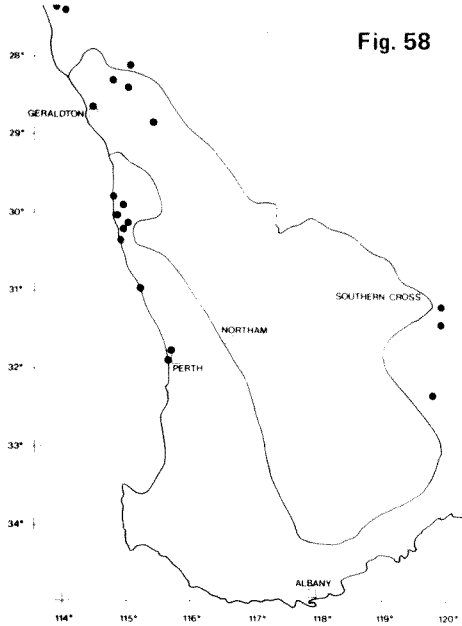 Fig. 58
28°
GERALDTON
29°
30°
31°
SOUTHERN CROSS
NORTHAM
32°
PERTH
33°
34°
ALBANY
114° 115° 116° 117° 118° 119° 120°